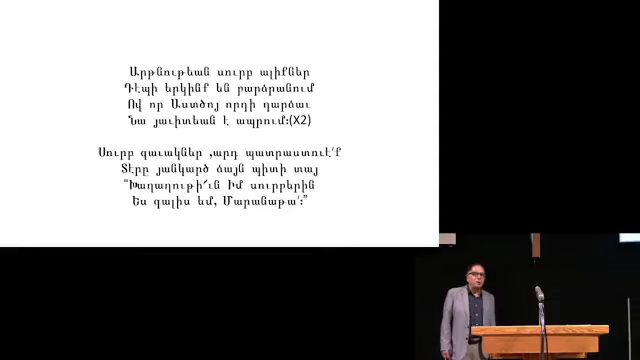 Արթնութեան սուրբ ալիքներ
Դէպի երկինք են բարձրանում
Ով որ Աստծոյ որդի դարձաւ
Նա յաւիտեան է ապրում:(X2)
Սուրբ զաւակներ ,արդ պատրաստուէ՛ք
Տէրը յանկարծ ձայն պիտի տայ
“Խաղաղութի՜ւն Իմ սուրբերին
Ես գալիս եմ, Մարանաթա՛:”